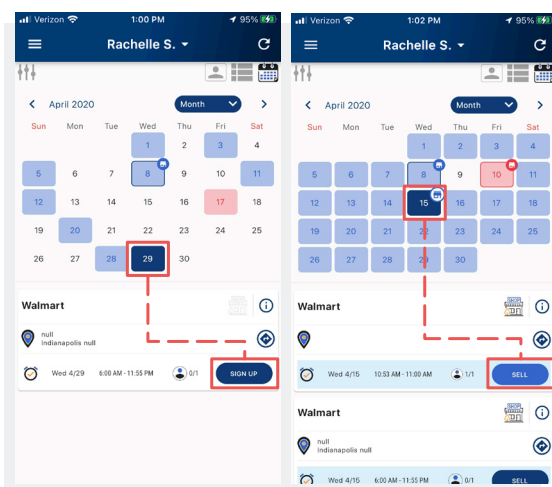 Verizon 1:00 PM 95%
Rachelle S.
April 2020 Month
Sun Mon Tue Wed Thu Fri Sat
1 2 3 4
5 6 7 8 9 10 11
12 13 14 15 16 17 18
19 20 21 22 23 24 25
26 27 28 29 30
Walmart
null
Indianapolis null
Wed 4/29 6:00 AM - 11:55 PM 0/1 SIGN UP
Verizon 1:02 PM 95%
Rachelle S.
April 2020 Month
Sun Mon Tue Wed Thu Fri Sat
1 2 3 4
5 6 7 8 9 10 11
12 13 14 15 16 17 18
19 20 21 22 23 24 25
26 27 28 29 30
Walmart SHOP
Wed 4/15 10:53 AM - 11:00 AM 1/1 SELL
Walmart SHOP
null
Indianapolis null
Wed 4/15 6:00 AM - 11:55 PM 0/1 SELL